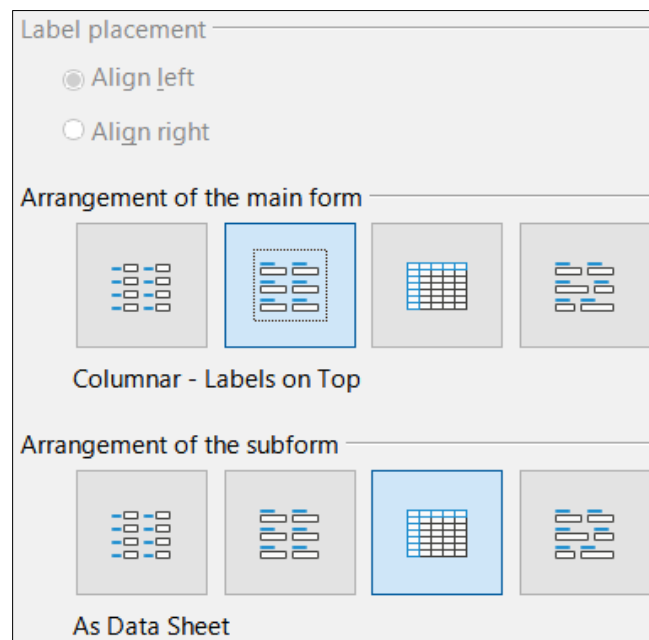 Label placement
Align left
Align right
Arrangement of the main form
Columnar - Labels on Top
Arrangement of the subform
As Data Sheet